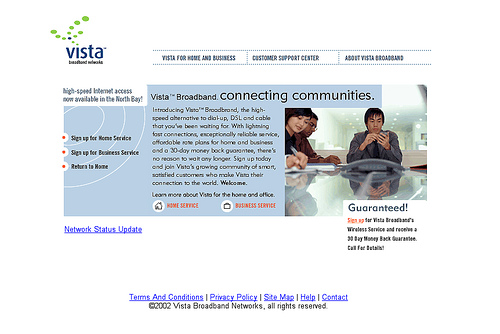 vista™
broadband networks
VISTA FOR HOME AND BUSINESS
CUSTOMER SUPPORT CENTER
ABOUT VISTA BROADBAND
high-speed Internet access
now available in the North Bay!
Sign up for Home Service
Sign up for Business Service
Return to Home
Vista™ Broadband. connecting communities.
Introducing Vista™ Broadband, the high-
speed alternative to dial-up, DSL and cable
that you've been waiting for. With lightning
fast connections, exceptionally reliable service,
affordable rate plans for home and business
and a 30-day money back guarantee, there's
no reason to wait any longer. Sign up today
and join Vista's growing community of smart,
satisfied customers who make Vista their
connection to the world. Welcome.
Learn more about Vista for the home and office.
HOME SERVICE
BUSINESS SERVICE
Guaranteed!
Sign up for Vista Broadband's
Wireless Service and receive a
30 Day Money Back Guarantee.
Call For Details!
Network Status Update
Terms And Conditions | Privacy Policy | Site Map | Help | Contact
©2002 Vista Broadband Networks, all rights reserved.